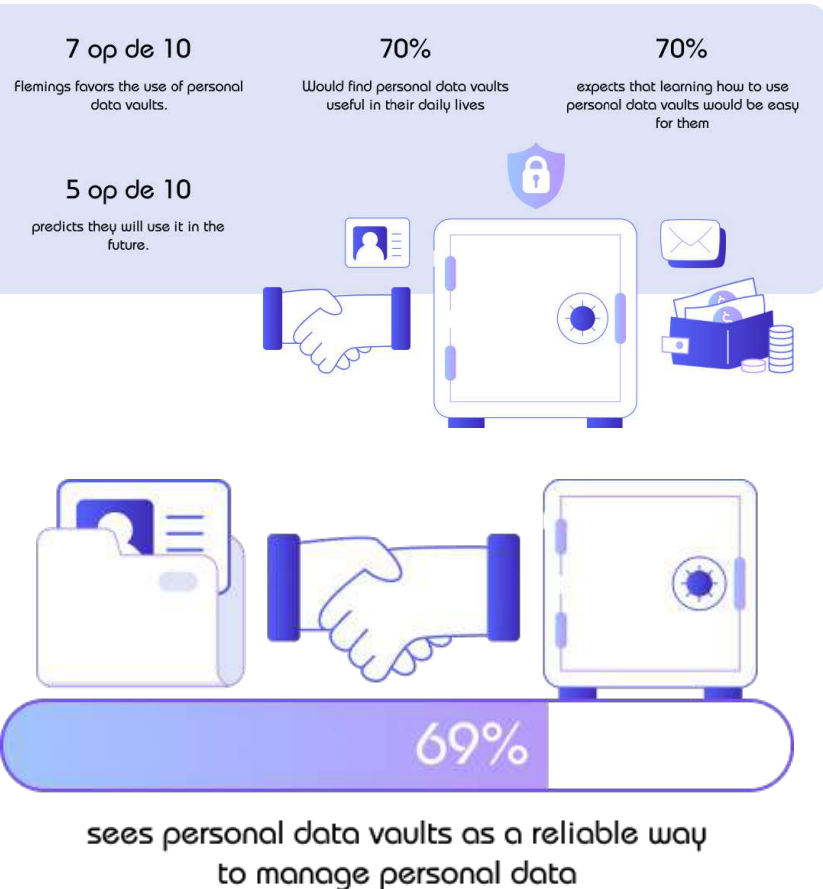 7 op de 10
Flemings favors the use of personal
data vaults.
70%
Would find personal data vaults
useful in their daily lives
70%
expects that learning how to use
personal data vaults would be easy
for them
5 op de 10
predicts they will use it in the
future.
69%
sees personal data vaults as a reliable way
to manage personal data